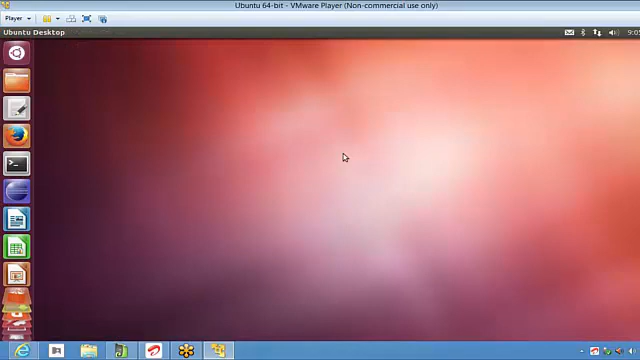 Ubuntu 64-bit - VMware Player (Non-commercial use only)
Player
Ubuntu Desktop
9:05